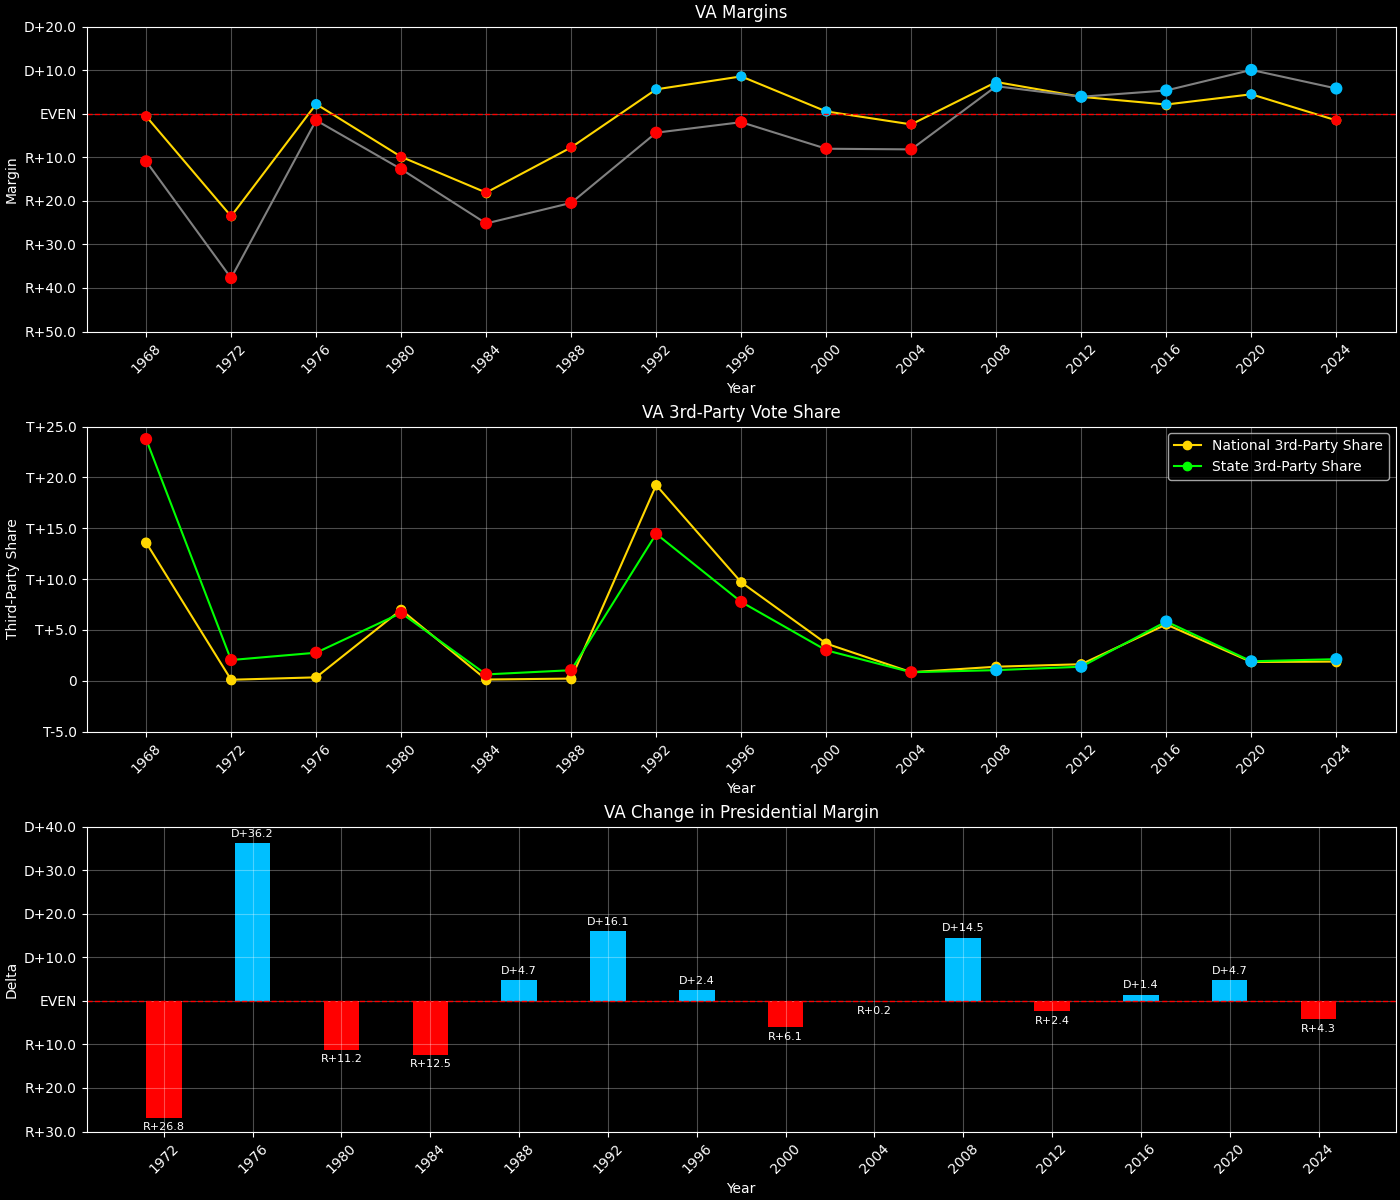 VA Margins
D+20.0
D+10.0
EVEN
R+10.0
R+20.0
R+30.0
R+40.0
R+50.0
Margin
1968 1972 1976 1980 1984 1988 1992 1996 2000 2004 2008 2012 2016 2020 2024
Year
VA 3rd-Party Vote Share
T+25.0
T+20.0
T+15.0
T+10.0
T+5.0
0
T-5.0
Third-Party Share
National 3rd-Party Share
State 3rd-Party Share
1968 1972 1976 1980 1984 1988 1992 1996 2000 2004 2008 2012 2016 2020 2024
Year
VA Change in Presidential Margin
D+40.0
D+30.0
D+20.0
D+10.0
EVEN
R+10.0
R+20.0
R+30.0
Delta
R+26.8
D+36.2
R+11.2
R+12.5
D+4.7
D+16.1
D+2.4
R+6.1
R+0.2
D+14.5
R+2.4
D+1.4
D+4.7
R+4.3
1972 1976 1980 1984 1988 1992 1996 2000 2004 2008 2012 2016 2020 2024
Year